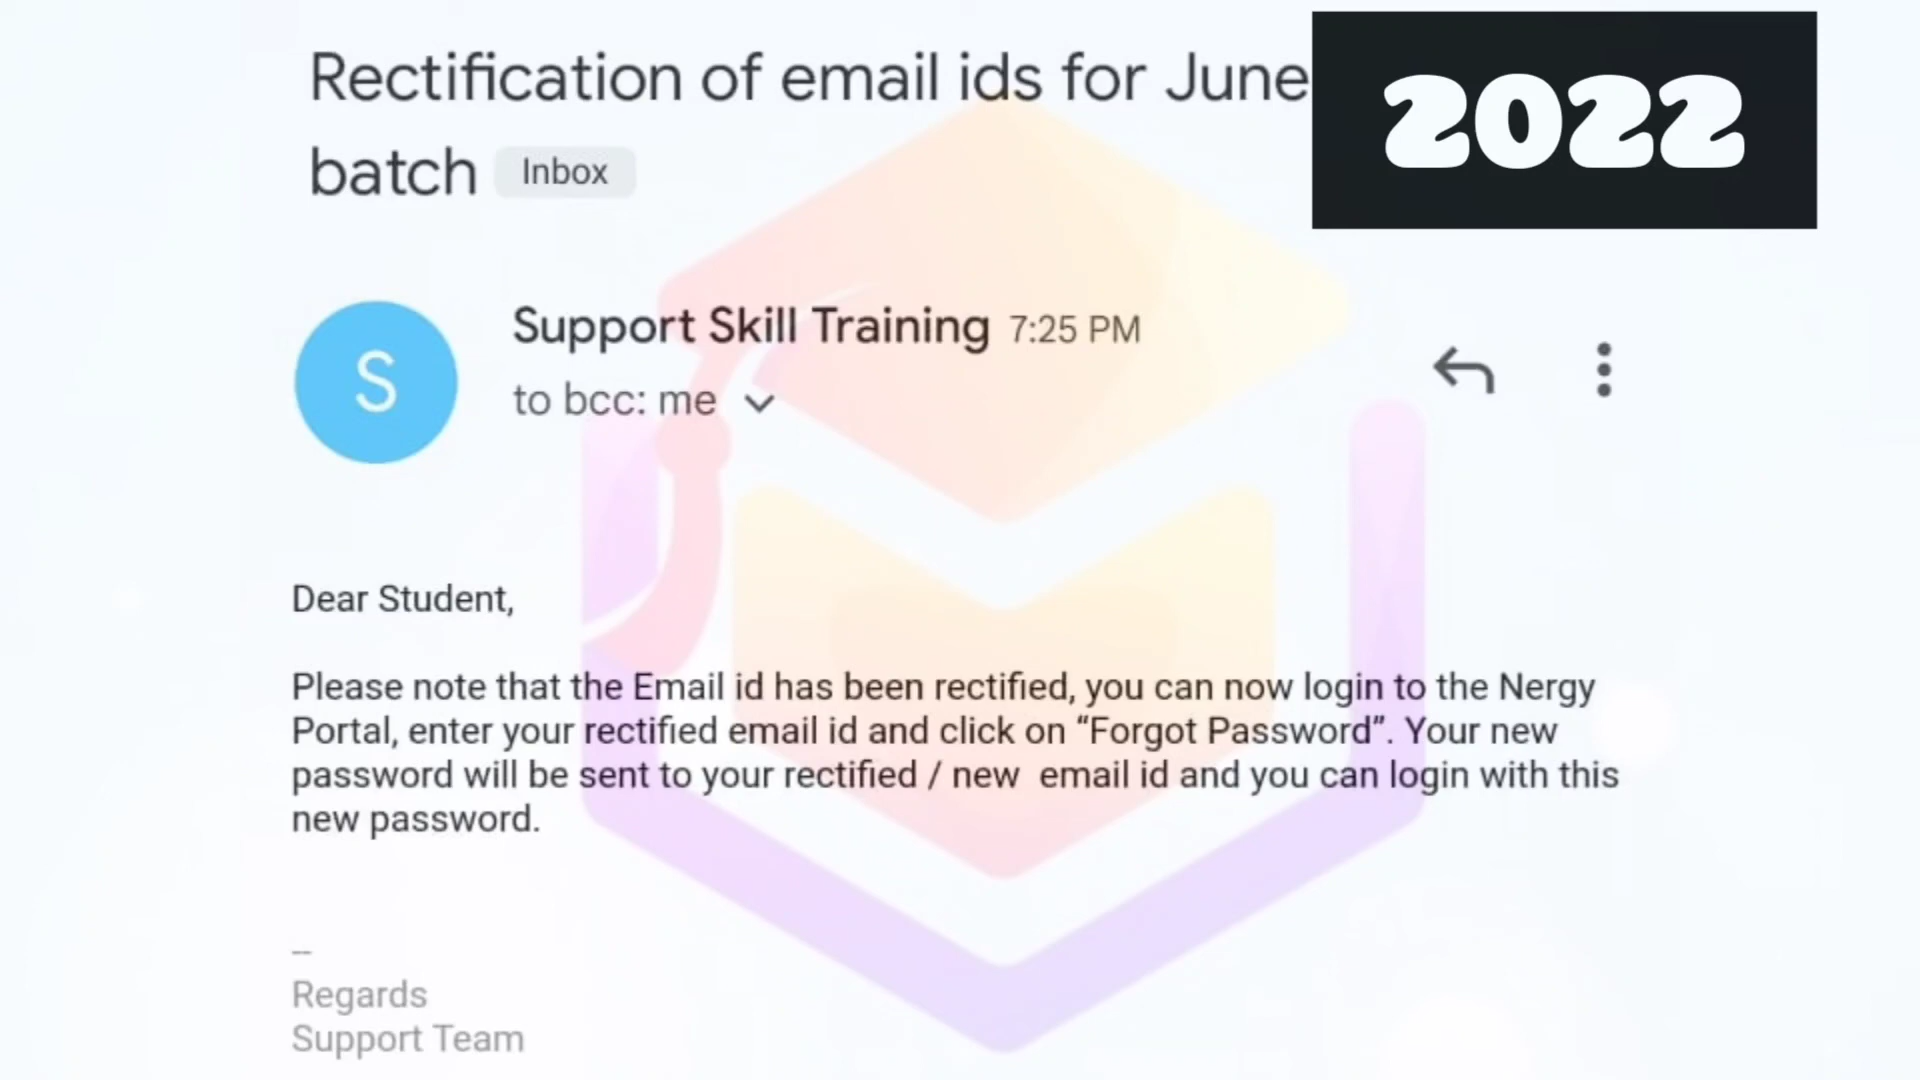 Rectification of email ids for June 2022
batch Inbox
S
Support Skill Training 7:25 PM
to bcc: me
Dear Student,
Please note that the Email id has been rectified, you can now login to the Nergy
Portal, enter your rectified email id and click on “Forgot Password”. Your new
password will be sent to your rectified / new  email id and you can login with this
new password.
--
Regards
Support Team